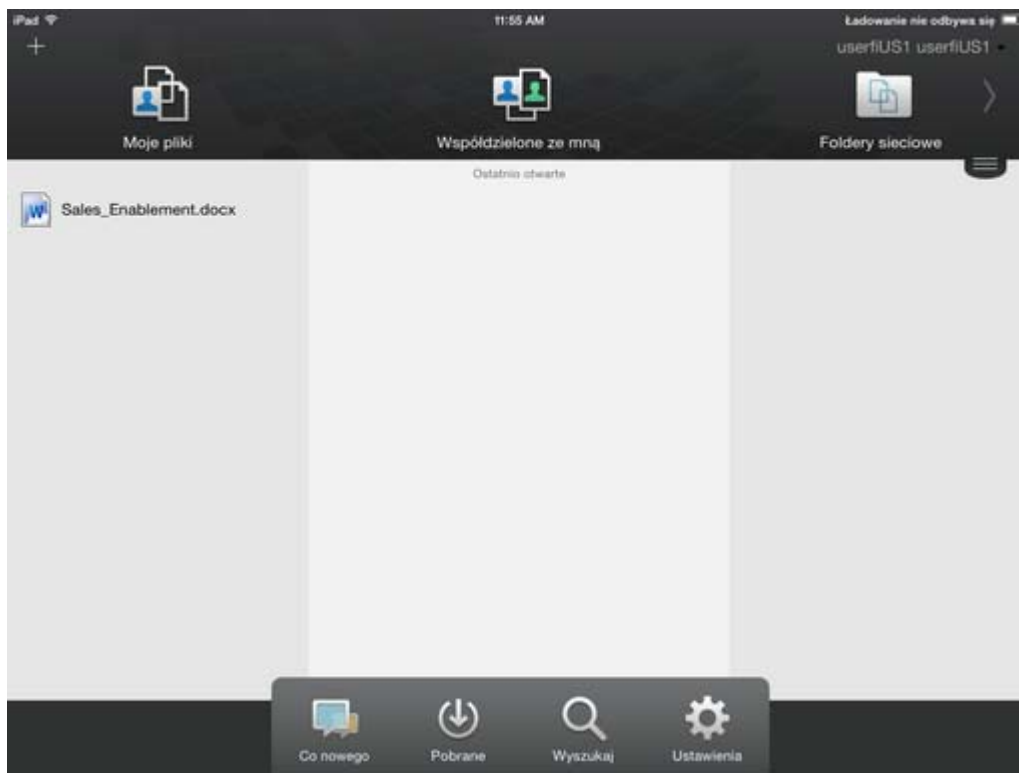 iPad 11:55 AM Ładowanie nie odbywa się
+ userfiUS1 userfiUS1
Moje pliki Współdzielone ze mną Foldery sieciowe
Ostatnio otwarte
Sales_Enablement.docx
Co nowego Pobrane Wyszukaj Ustawienia